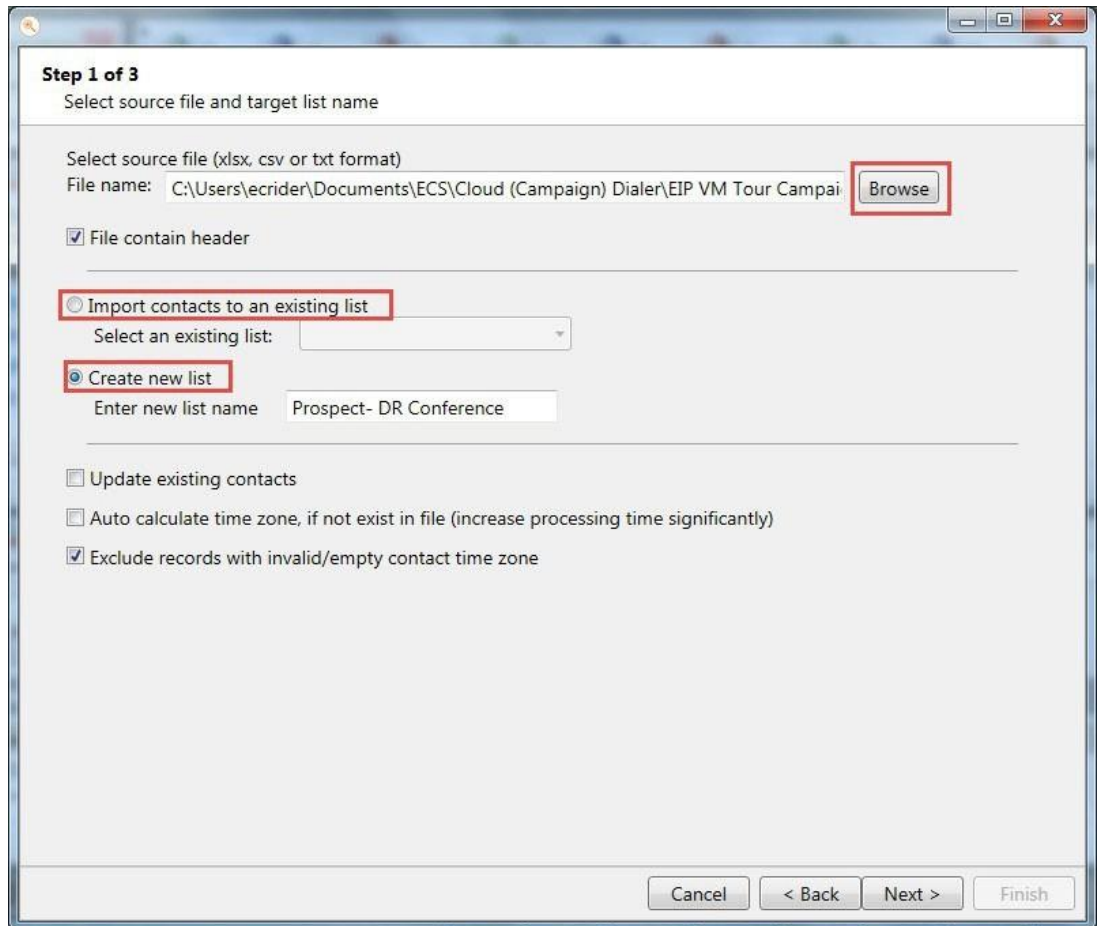 Step 1 of 3
Select source file and target list name
Select source file (xlsx, csv or txt format)
File name: C:\Users\ecrider\Documents\ECS\Cloud (Campaign) Dialer\EIP VM Tour Campai Browse
File contain header
Import contacts to an existing list
Select an existing list:
Create new list
Enter new list name Prospect- DR Conference
Update existing contacts
Auto calculate time zone, if not exist in file (increase processing time significantly)
Exclude records with invalid/empty contact time zone
Cancel < Back Next > Finish